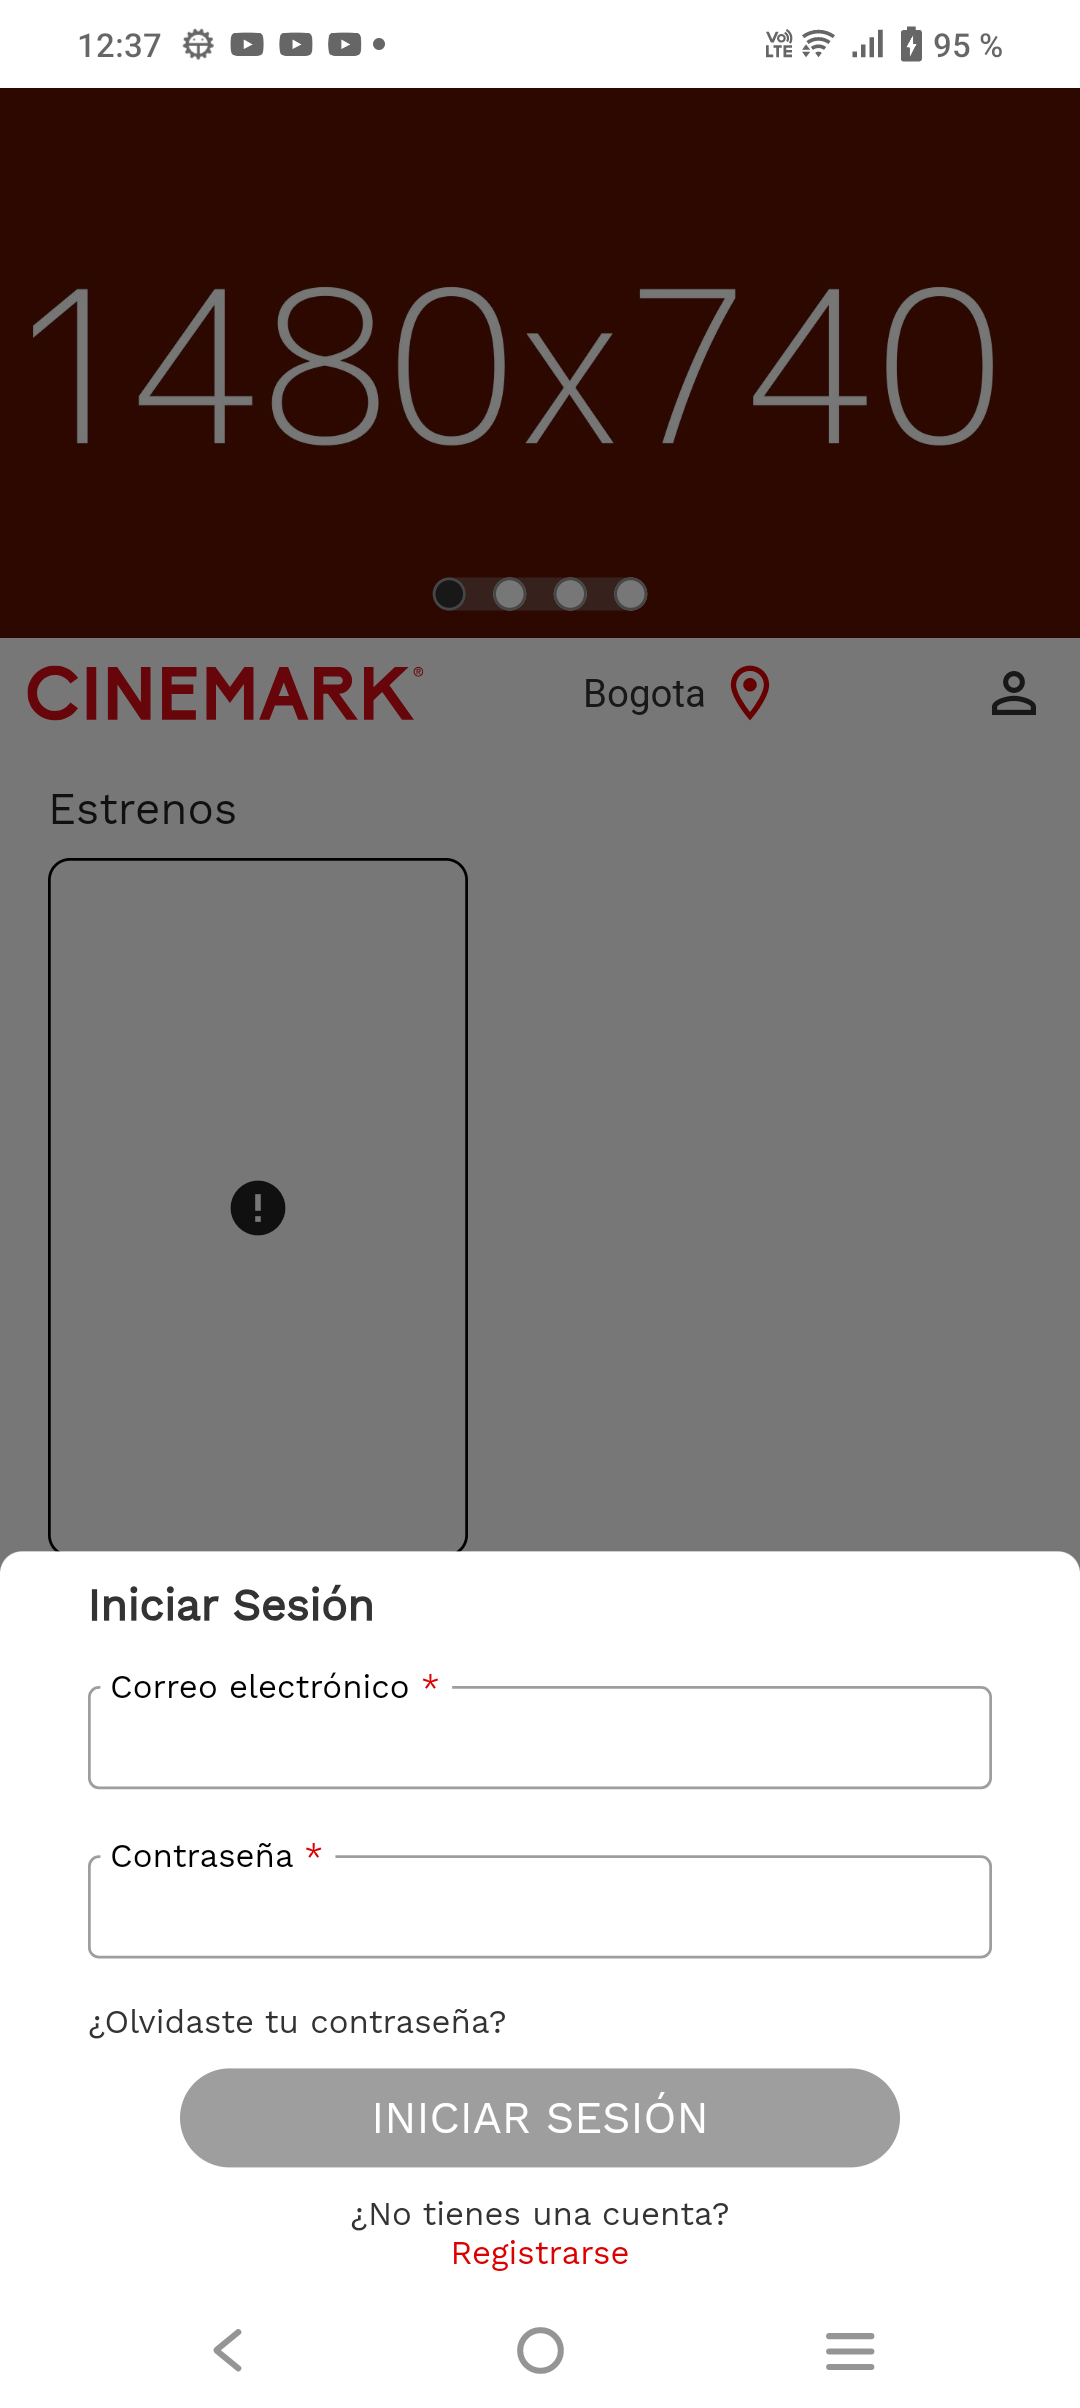 12:37
Vo) LTE 95 %
1480x740
CINEMARK®
Bogota
Estrenos
Iniciar Sesión
Correo electrónico *
Contraseña *
¿Olvidaste tu contraseña?
INICIAR SESIÓN
¿No tienes una cuenta?
Registrarse